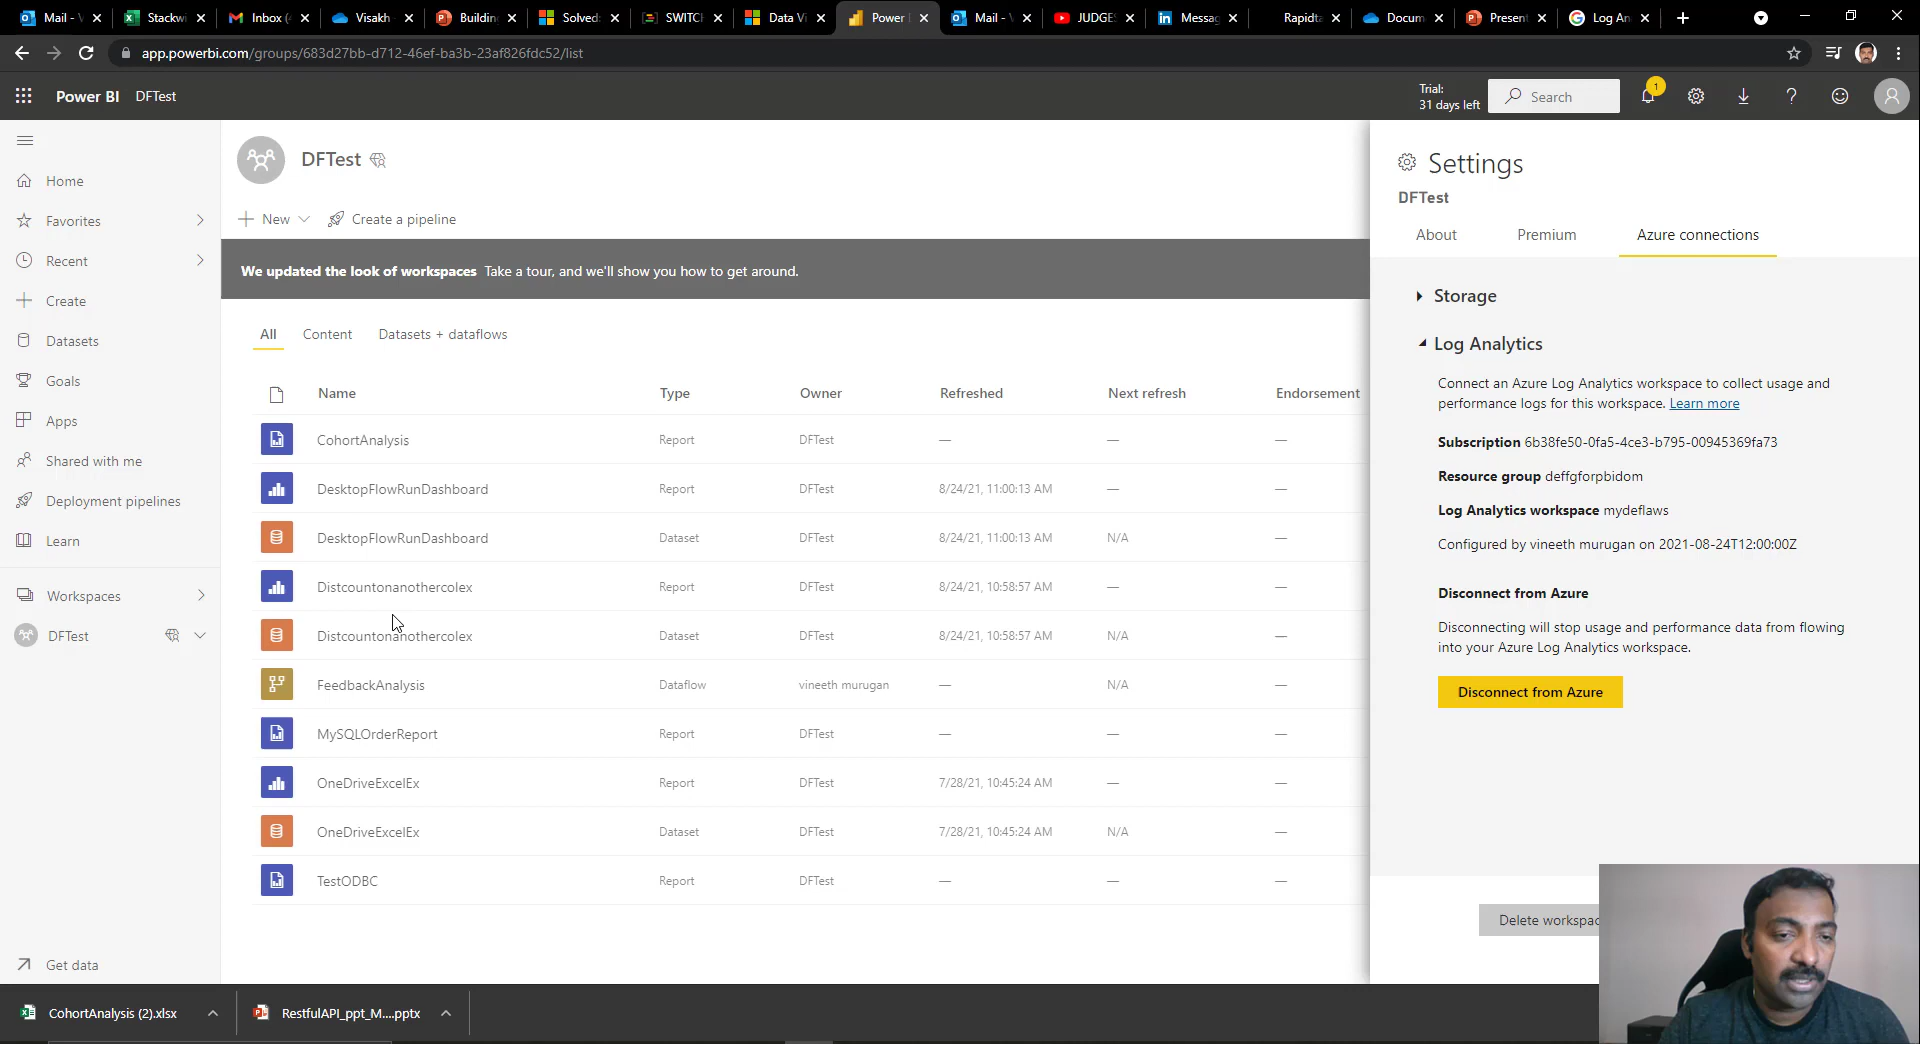 Mail - V
Stackwi
Inbox (4
Visakh -
Buildin
Solved:
SWITCH
Data Vi
Power
Mail - V
JUDGES
Messag
Rapidta
Docum
Present
Log An
app.powerbi.com/groups/683d27bb-d712-46ef-ba3b-23af826fdc52/list
Power BI DFTest
Trial:
31 days left
Search
1
DFTest
New
Create a pipeline
We updated the look of workspaces Take a tour, and we'll show you how to get around.
Home
Favorites
Recent
Create
Datasets
Goals
Apps
Shared with me
Deployment pipelines
Learn
Workspaces
DFTest
Get data
All Content Datasets + dataflows
Name Type Owner Refreshed Next refresh Endorsement
CohortAnalysis Report DFTest — — —
DesktopFlowRunDashboard Report DFTest 8/24/21, 11:00:13 AM — —
DesktopFlowRunDashboard Dataset DFTest 8/24/21, 11:00:13 AM N/A —
Distcountonanothercolex Report DFTest 8/24/21, 10:58:57 AM — —
Distcountonanothercolex Dataset DFTest 8/24/21, 10:58:57 AM N/A —
FeedbackAnalysis Dataflow vineeth murugan — N/A —
MySQLOrderReport Report DFTest — — —
OneDriveExcelEx Report DFTest 7/28/21, 10:45:24 AM — —
OneDriveExcelEx Dataset DFTest 7/28/21, 10:45:24 AM N/A —
TestODBC Report DFTest — — —
Settings
DFTest
About Premium Azure connections
Storage
Log Analytics
Connect an Azure Log Analytics workspace to collect usage and
performance logs for this workspace. Learn more
Subscription 6b38fe50-0fa5-4ce3-b795-00945369fa73
Resource group deffgforpbidom
Log Analytics workspace mydeflaws
Configured by vineeth murugan on 2021-08-24T12:00:00Z
Disconnect from Azure
Disconnecting will stop usage and performance data from flowing
into your Azure Log Analytics workspace.
Disconnect from Azure
Delete workspac
CohortAnalysis (2).xlsx
RestfulAPI_ppt_M....pptx